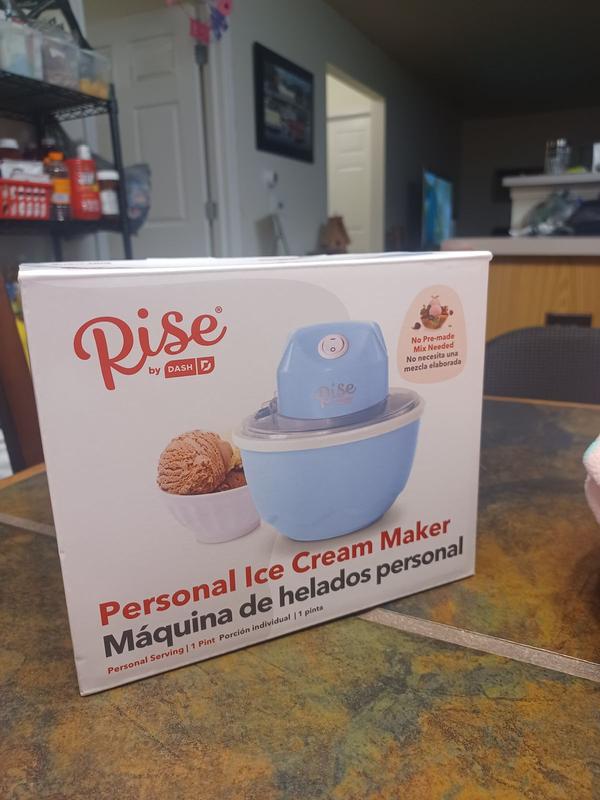 Rise®
by DASH
No Pre-made
Mix Needed
No necesita una
mezcla elaborada
Rise
Personal Ice Cream Maker
Máquina de helados personal
Personal Serving | 1 Pint Porción individual | 1 pinta